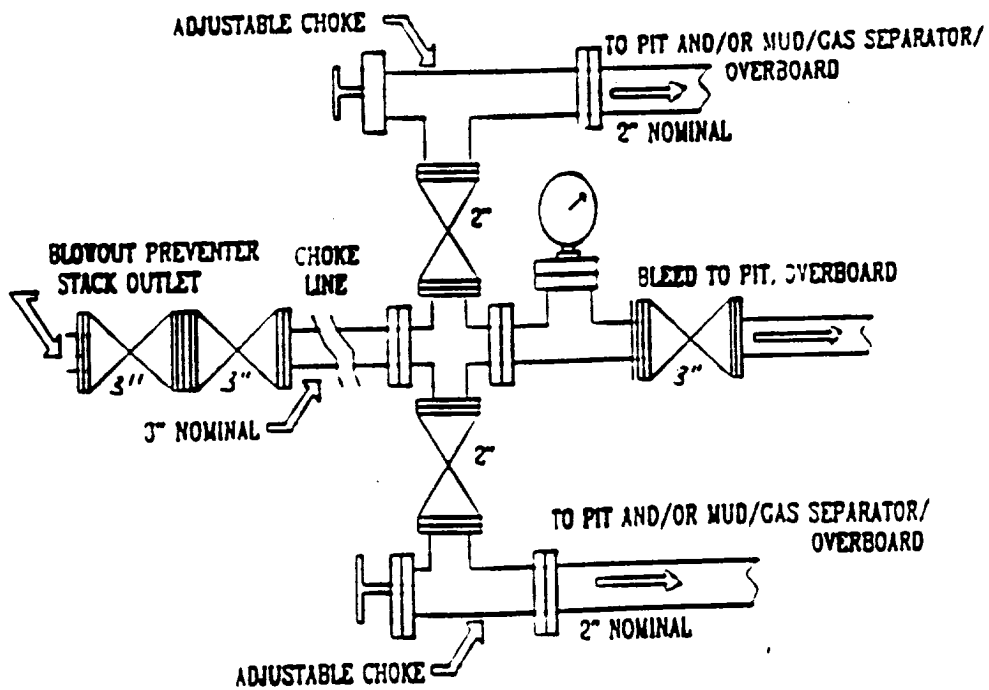 ADJUSTABLE CHOKE
TO PIT AND/OR MUD/GAS SEPARATOR/
OVERBOARD
2" NOMINAL
2"
BLOWOUT PREVENTER
STACK OUTLET
CHOKE
LINE
BLEED TO PIT, OVERBOARD
3"
3"
3"
3" NOMINAL
2"
TO PIT AND/OR MUD/GAS SEPARATOR/
OVERBOARD
2" NOMINAL
ADJUSTABLE CHOKE